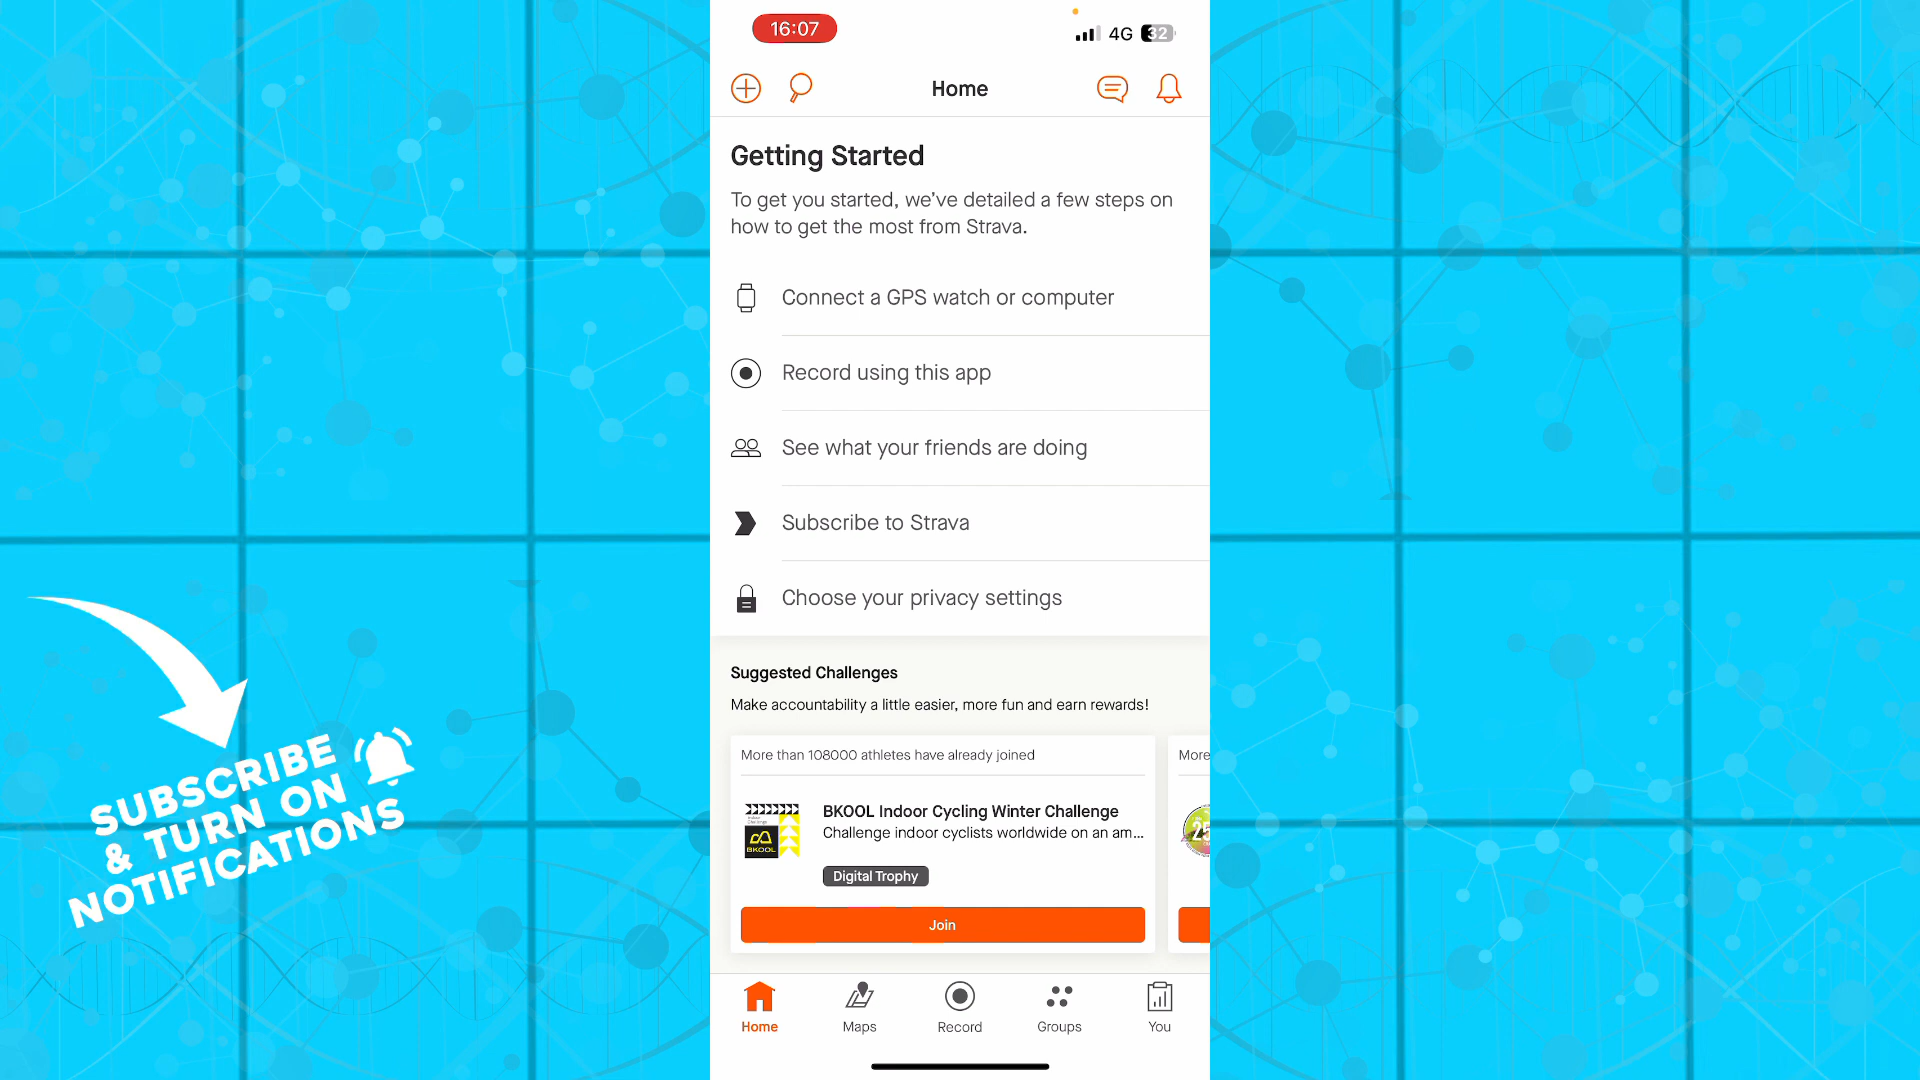 16:07
4G 32
Home
Getting Started
To get you started, we've detailed a few steps on
how to get the most from Strava.
Connect a GPS watch or computer
Record using this app
See what your friends are doing
Subscribe to Strava
Choose your privacy settings
Suggested Challenges
Make accountability a little easier, more fun and earn rewards!
More than 108000 athletes have already joined
More
BKOOL Indoor Cycling Winter Challenge
Challenge indoor cyclists worldwide on an am...
BKOOL
25
Digital Trophy
Join
Home
Maps
Record
Groups
You
SUBSCRIBE
& TURN ON
NOTIFICATIONS